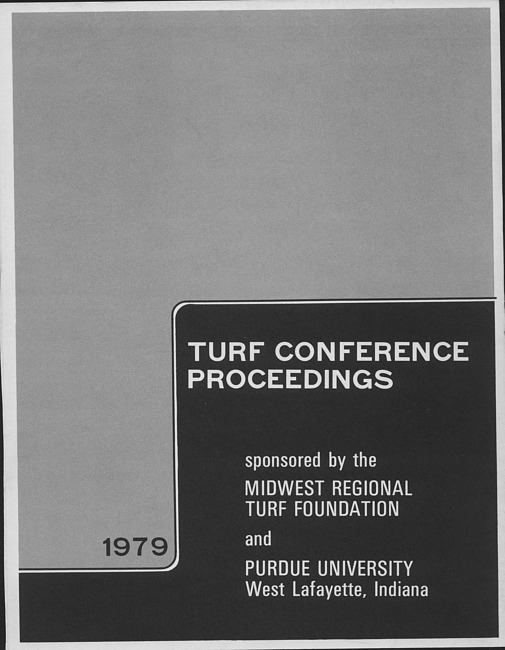 TURF CONFERENCE
PROCEEDINGS
sponsored by the
MIDWEST REGIONAL
TURF FOUNDATION
and
PURDUE UNIVERSITY
West Lafayette, Indiana
1979